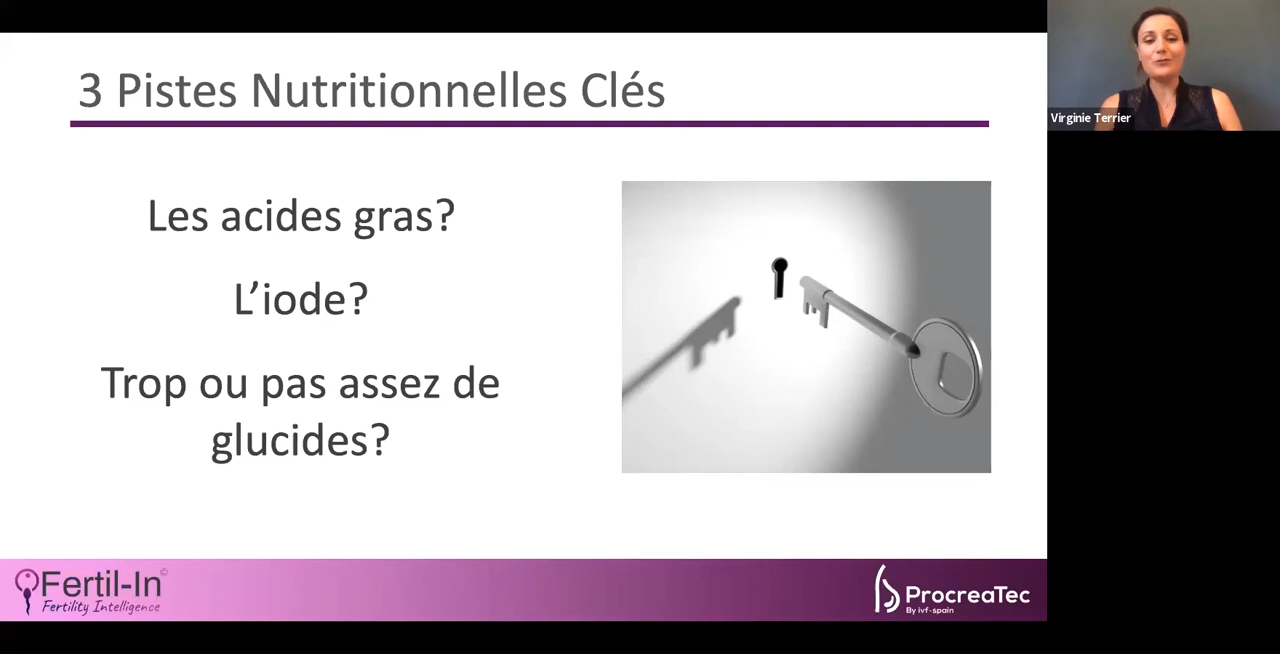 3 Pistes Nutritionnelles Clés
Virginie Terrier
Les acides gras?
L’iode?
Trop ou pas assez de
glucides?
Fertil-In©
Fertility Intelligence
ProcreaTec
By ivf-spain